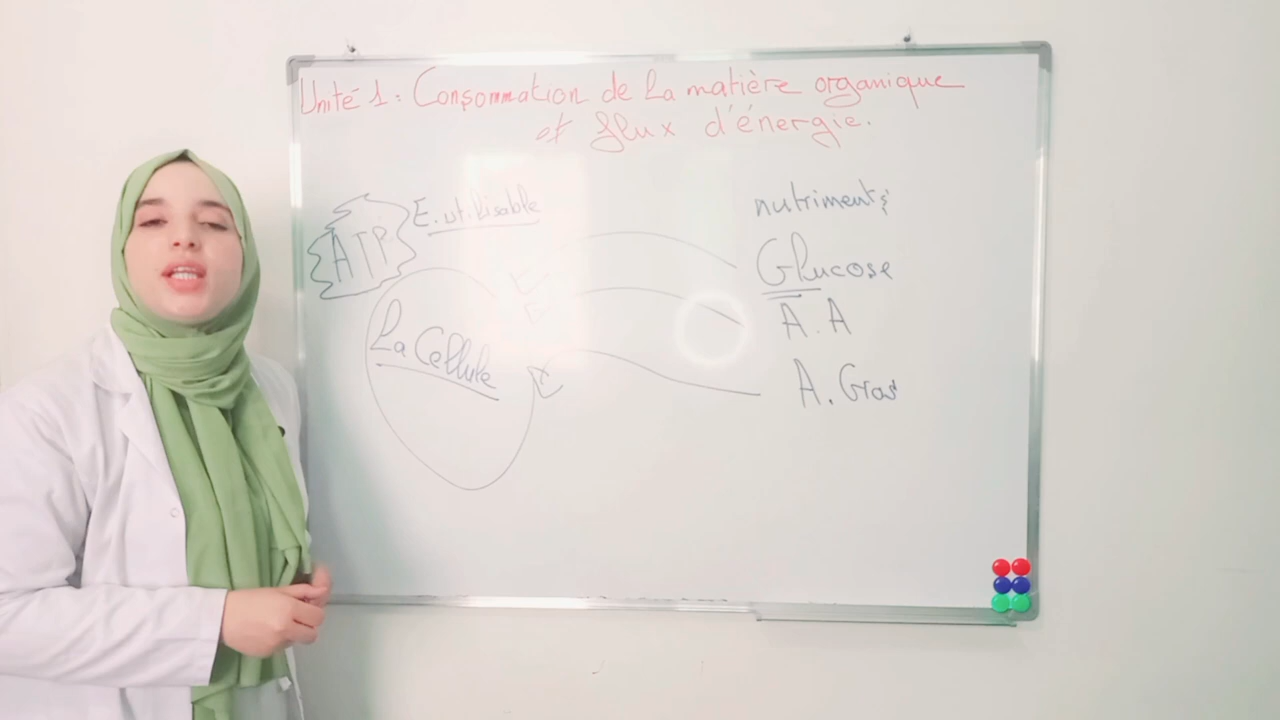 Unité 1: Consommation de la matière organique
et flux d'énergie.
ATP
E. utilisable
nutriments
Glucose
A.A
A. Gras
La Cellule